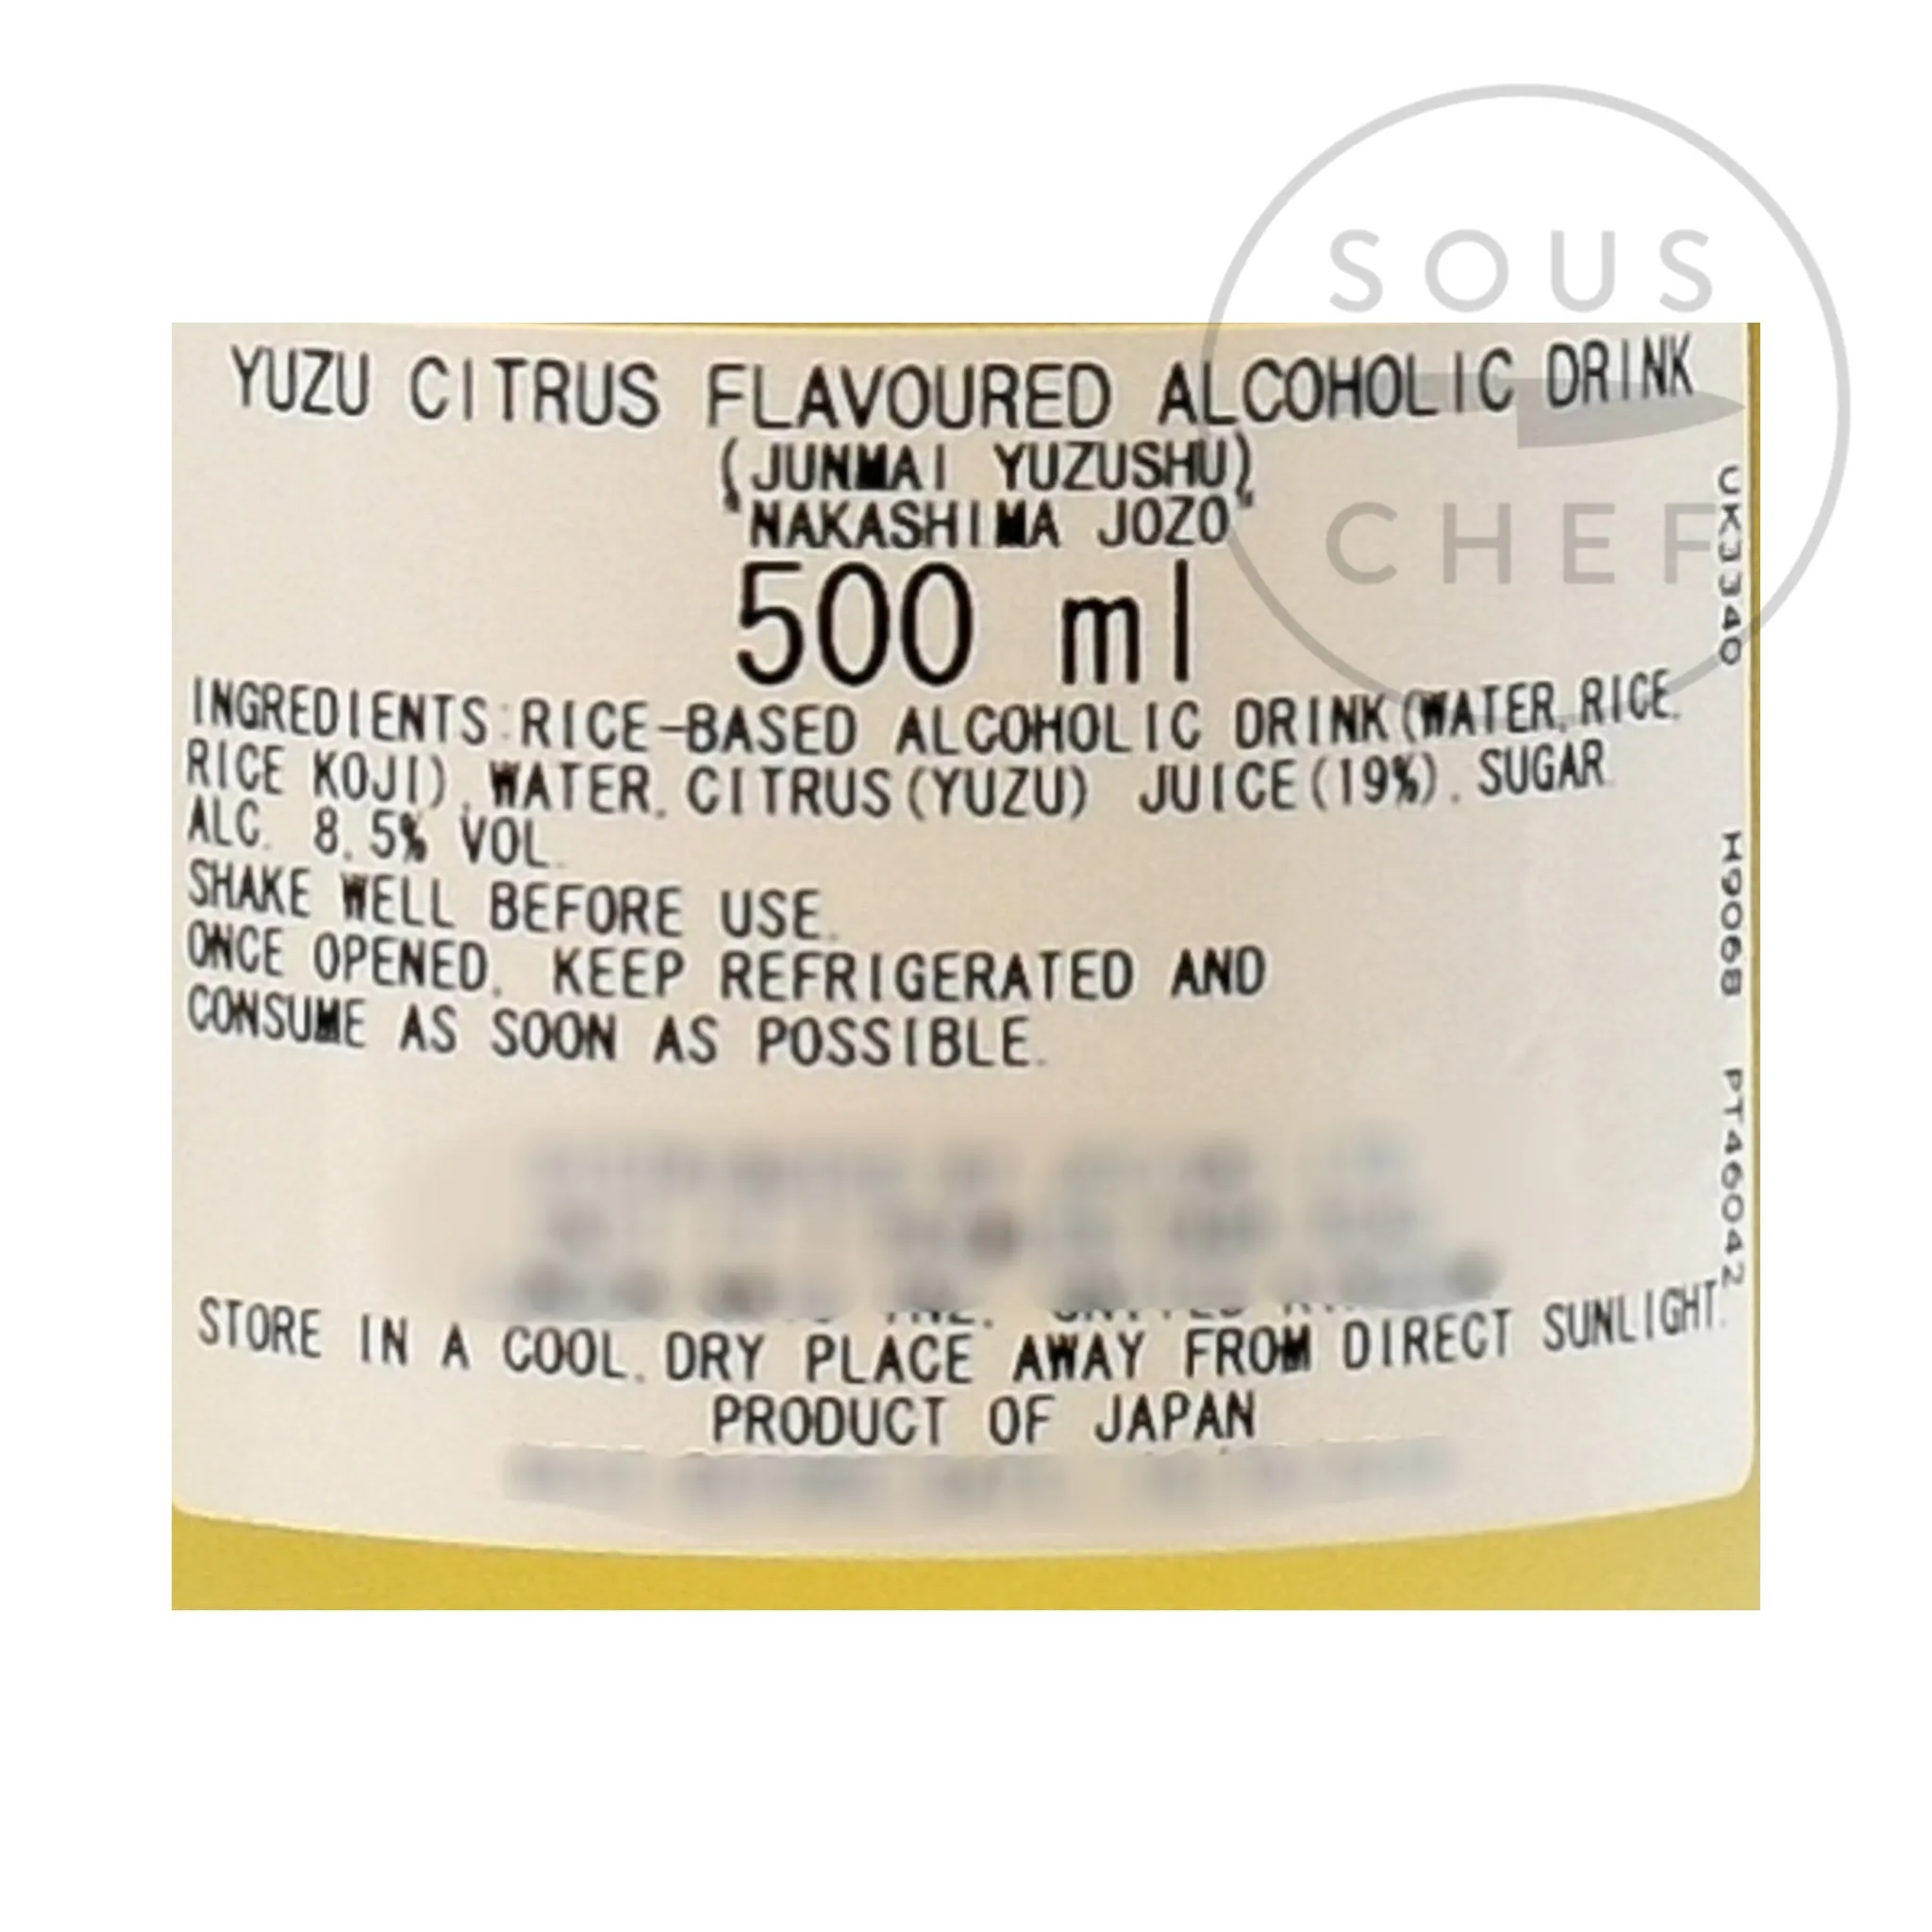 SOUS
CHEF
YUZU CITRUS FLAVOURED ALCOHOLIC DRINK
(JUNMAI YUZUSHU)
"NAKASHIMA JOZO"
500 ml
INGREDIENTS:RICE-BASED ALCOHOLIC DRINK(WATER,RICE,
RICE KOJI),WATER,CITRUS(YUZU) JUICE(19%),SUGAR.
ALC. 8.5% VOL.
SHAKE WELL BEFORE USE.
ONCE OPENED, KEEP REFRIGERATED AND
CONSUME AS SOON AS POSSIBLE.
STORE IN A COOL,DRY PLACE AWAY FROM DIRECT SUNLIGHT.
PRODUCT OF JAPAN
UK3340 H9068 PT46042